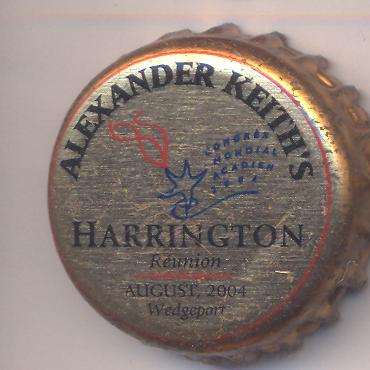 ALEXANDER KEITH'S
CONGRÈS
MONDIAL
ACADIEN
2004
HARRINGTON
Réunion
AUGUST, 2004
Wedgeport